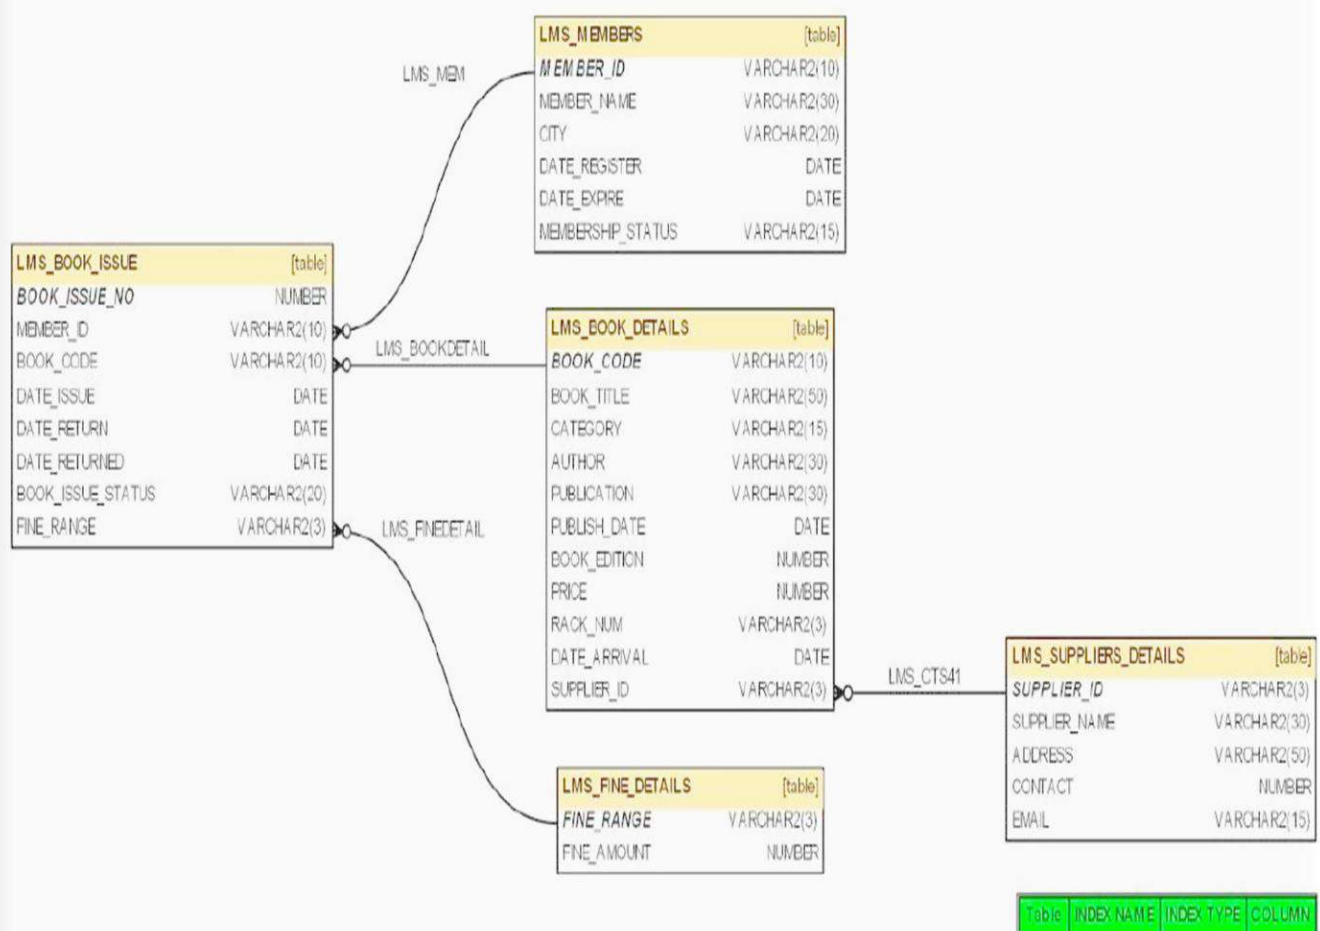 LMS_MEMBERS [table]
MEMBER_ID VARCHAR2(10)
MEMBER_NAME VARCHAR2(30)
CITY VARCHAR2(20)
DATE_REGISTER DATE
DATE_EXPIRE DATE
MEMBERSHIP_STATUS VARCHAR2(15)
LMS_MEM
LMS_BOOK_ISSUE [table]
BOOK_ISSUE_NO NUMBER
MEMBER_ID VARCHAR2(10)
BOOK_CODE VARCHAR2(10)
DATE_ISSUE DATE
DATE_RETURN DATE
DATE_RETURNED DATE
BOOK_ISSUE_STATUS VARCHAR2(20)
FINE_RANGE VARCHAR2(3)
LMS_BOOKDETAIL
LMS_FINEDETAIL
LMS_BOOK_DETAILS [table]
BOOK_CODE VARCHAR2(10)
BOOK_TITLE VARCHAR2(50)
CATEGORY VARCHAR2(15)
AUTHOR VARCHAR2(30)
PUBLICATION VARCHAR2(30)
PUBLISH_DATE DATE
BOOK_EDITION NUMBER
PRICE NUMBER
RACK_NUM VARCHAR2(3)
DATE_ARRIVAL DATE
SUPPLIER_ID VARCHAR2(3)
LMS_CTS41
LMS_SUPPLIERS_DETAILS [table]
SUPPLIER_ID VARCHAR2(3)
SUPPLIER_NAME VARCHAR2(30)
ADDRESS VARCHAR2(50)
CONTACT NUMBER
EMAIL VARCHAR2(15)
LMS_FINE_DETAILS [table]
FINE_RANGE VARCHAR2(3)
FINE_AMOUNT NUMBER
Table INDEX NAME INDEX TYPE COLUMN